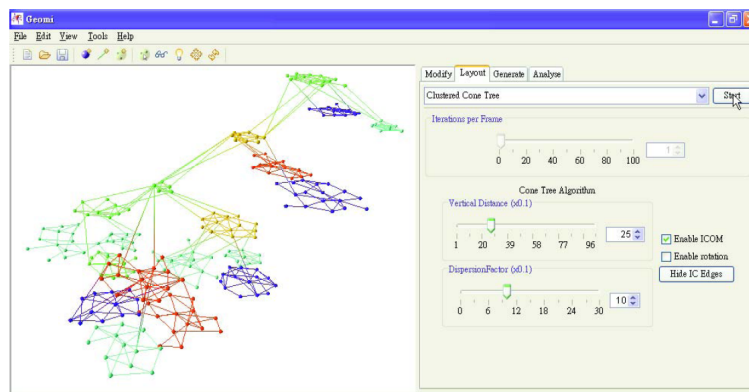 Geomi
File Edit View Tools Help
Modify Layout Generate Analyse
Clustered Cone Tree Start
Iterations per Frame
0 20 40 60 80 100 1
Cone Tree Algorithm
Vertical Distance (x0.1)
1 20 39 58 77 96 25
Enable ICOM
Enable rotation
DispersionFactor (x0.1)
Hide IC Edges
0 6 12 18 24 30 10